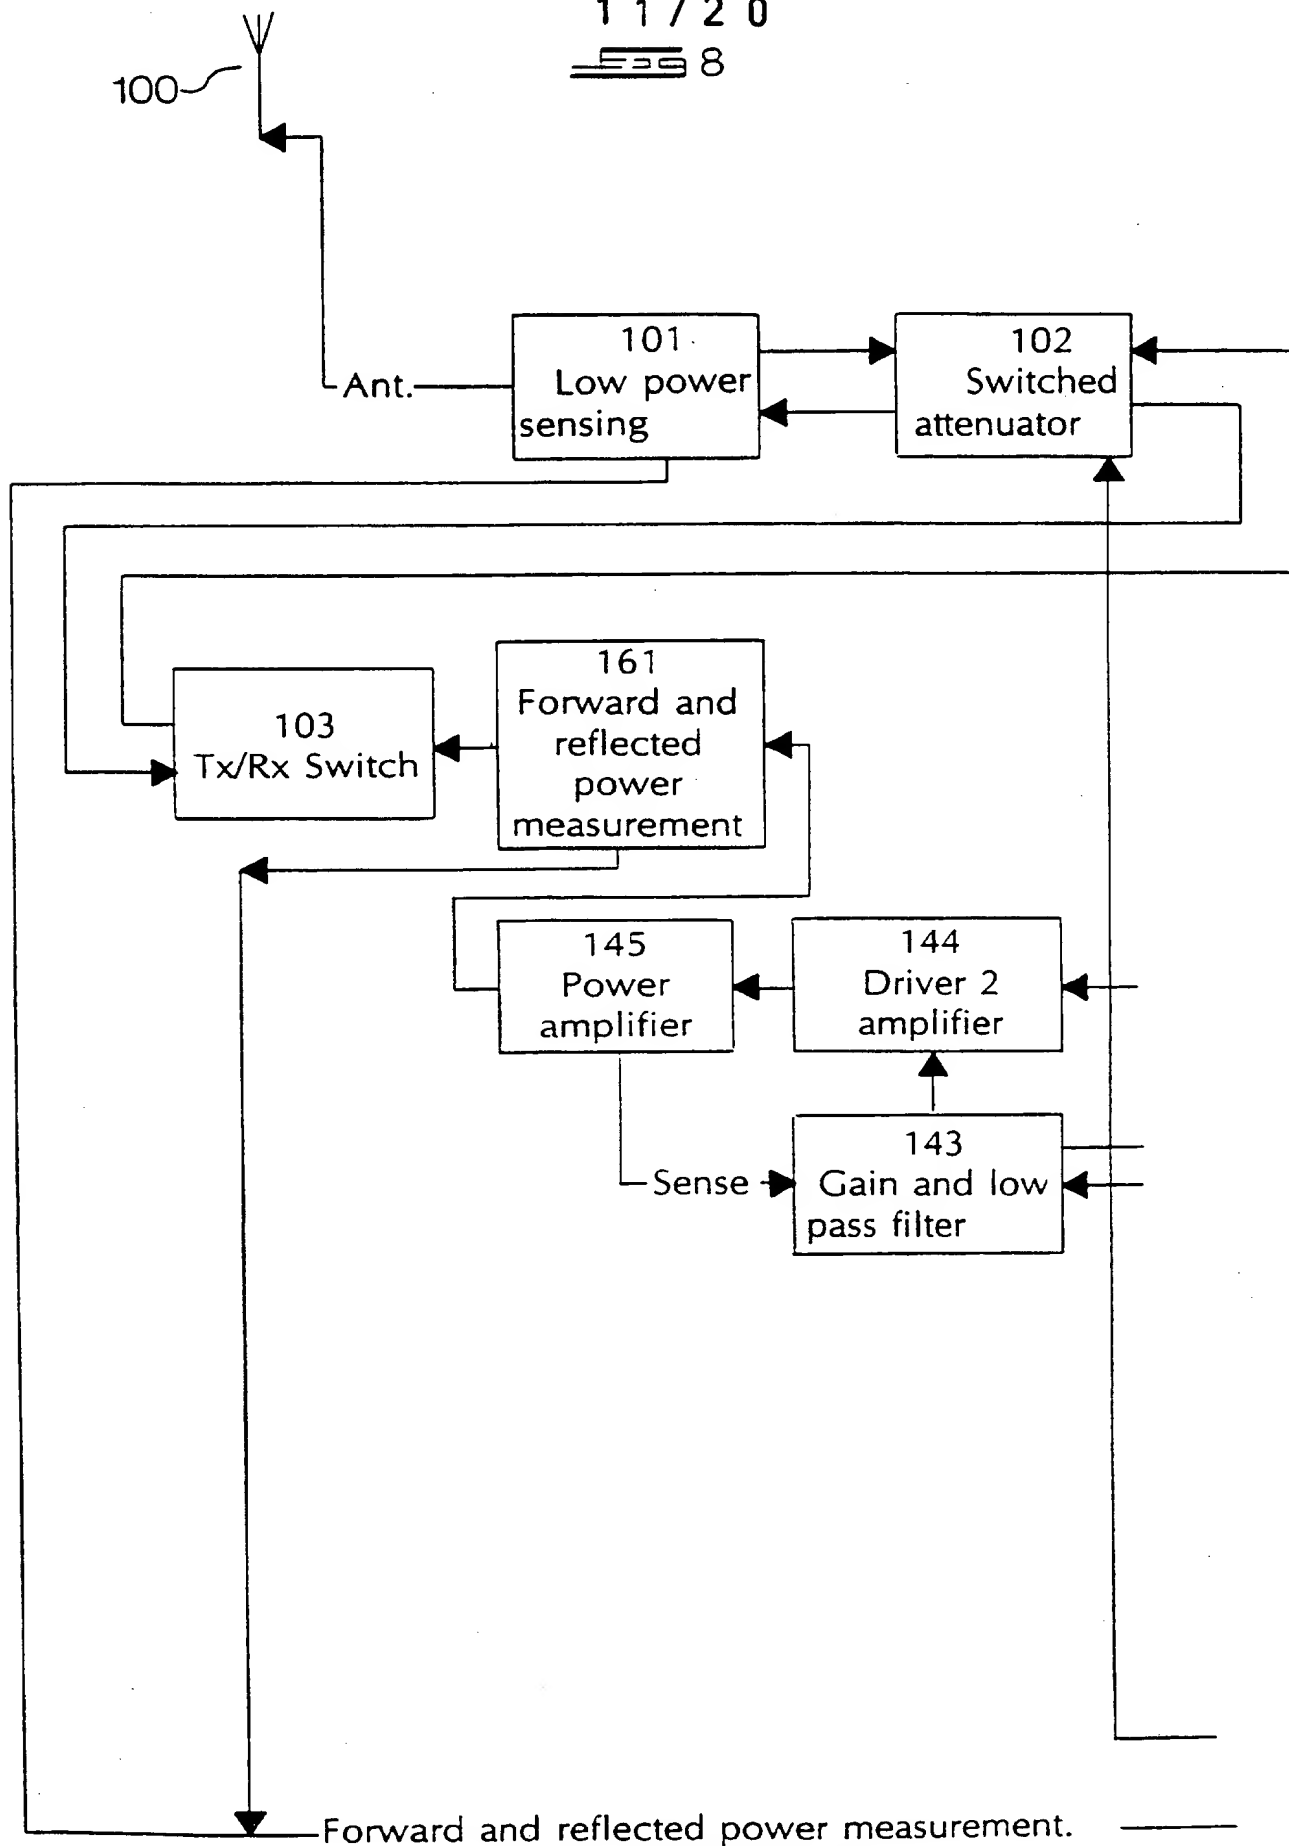 11/20
Fig 8
100
101
Low power
sensing
102
Switched
attenuator
Ant.
161
Forward and
reflected
power
measurement
103
Tx/Rx Switch
145
Power
amplifier
144
Driver 2
amplifier
143
Gain and low
pass filter
Sense
Forward and reflected power measurement.